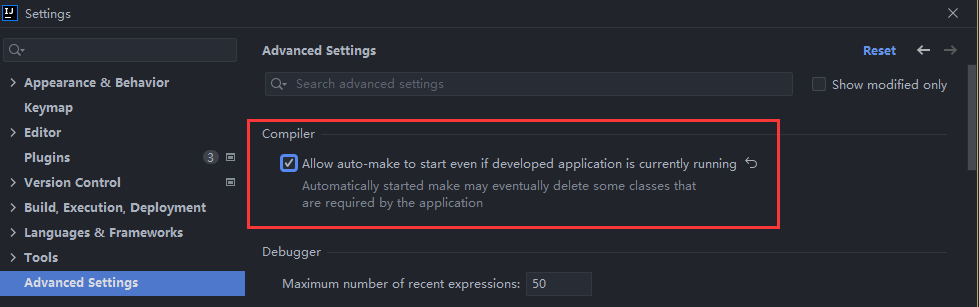 IJ
Settings
Appearance & Behavior
Keymap
Editor
Plugins
3
Version Control
Build, Execution, Deployment
Languages & Frameworks
Tools
Advanced Settings
Advanced Settings
Reset
Search advanced settings
Show modified only
Compiler
Allow auto-make to start even if developed application is currently running
Automatically started make may eventually delete some classes that
are required by the application
Debugger
Maximum number of recent expressions: 50